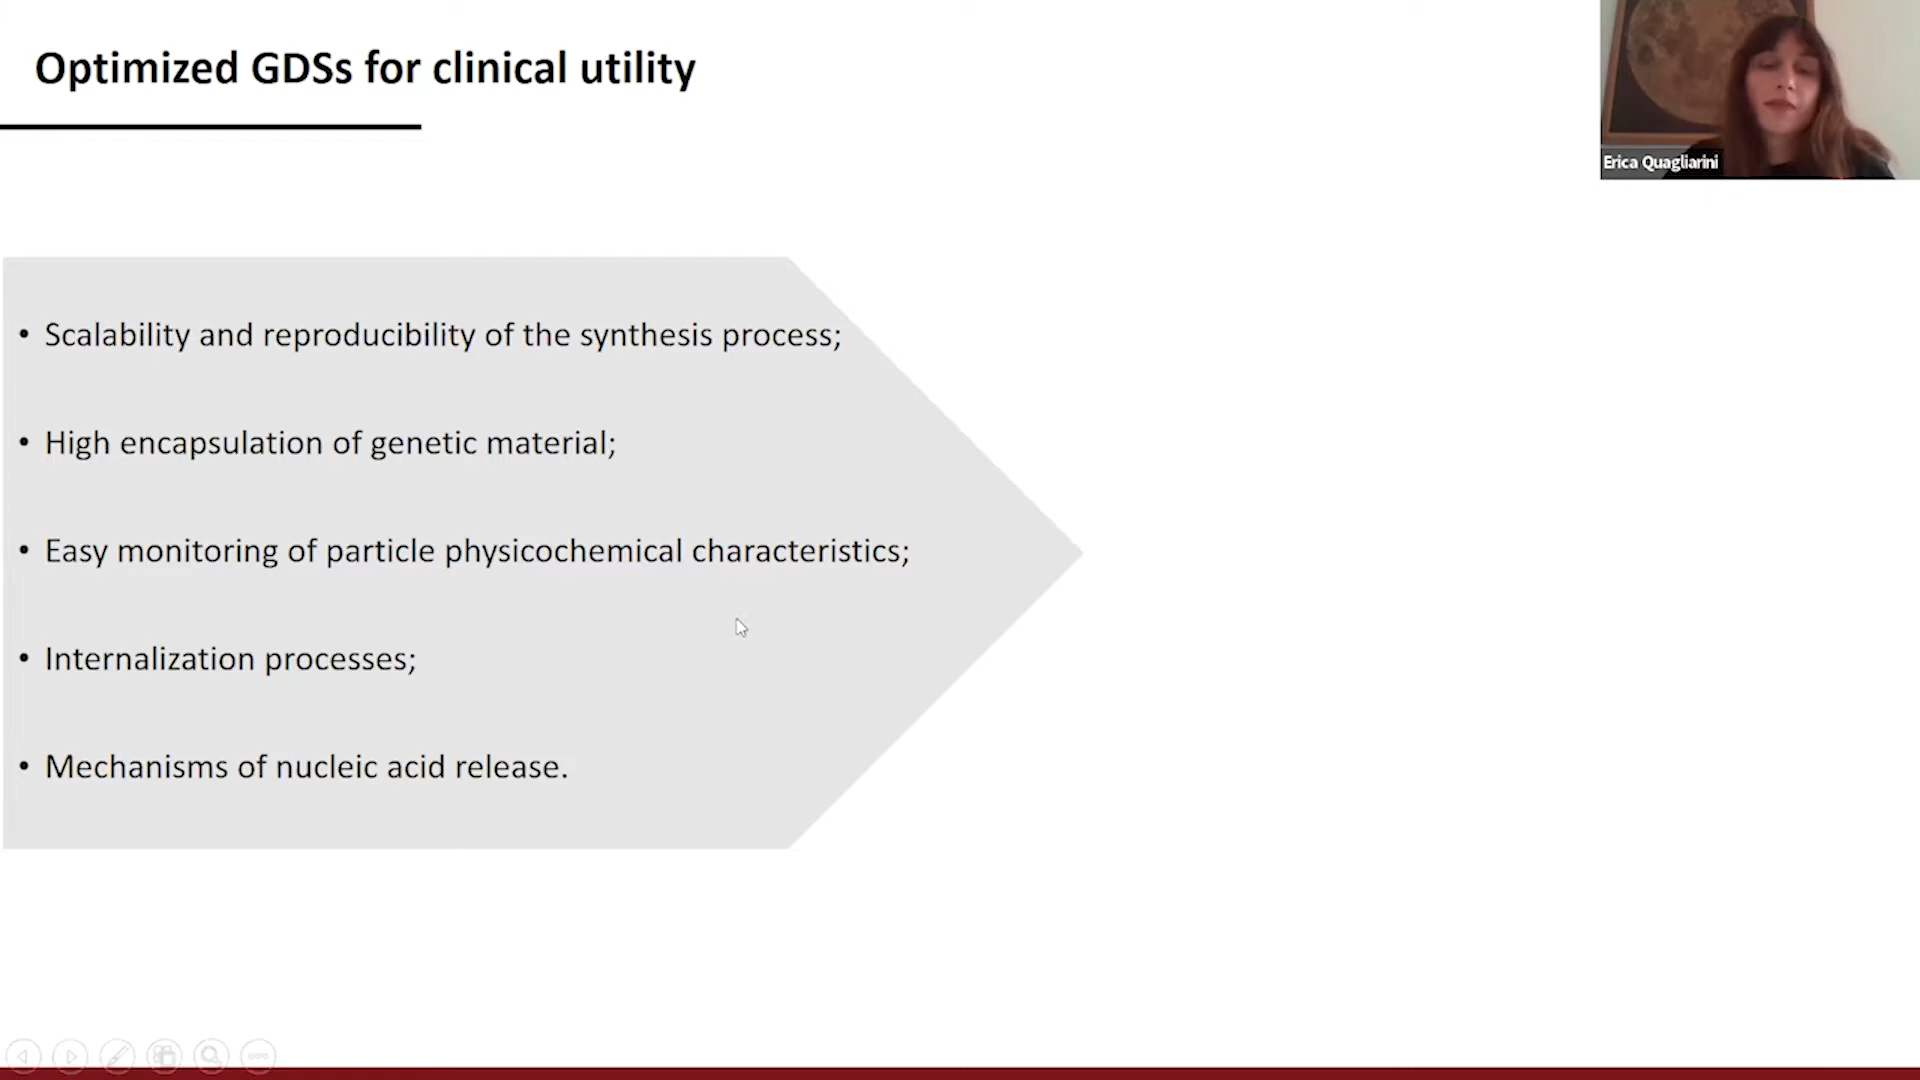 Optimized GDSs for clinical utility
Erica Quagliarini
• Scalability and reproducibility of the synthesis process;
• High encapsulation of genetic material;
• Easy monitoring of particle physicochemical characteristics;
• Internalization processes;
• Mechanisms of nucleic acid release.